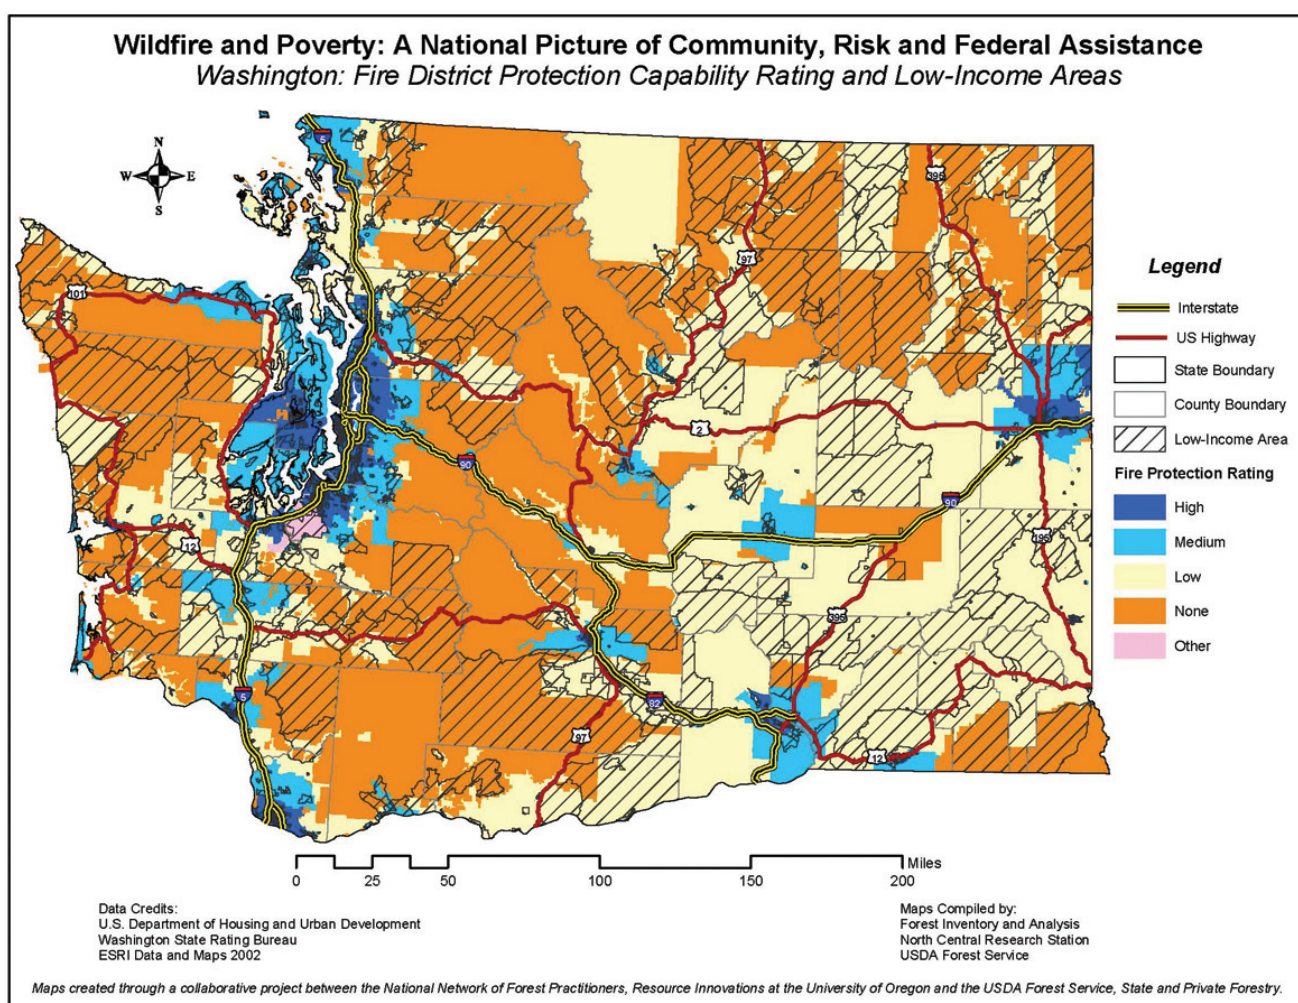 Wildfire and Poverty: A National Picture of Community, Risk and Federal Assistance
Washington: Fire District Protection Capability Rating and Low-Income Areas
N
W E
S
5
101
97
395
2
90
90
12
195
395
5
82
97
12
Legend
Interstate
US Highway
State Boundary
County Boundary
Low-Income Area
Fire Protection Rating
High
Medium
Low
None
Other
Miles
0 25 50 100 150 200
Data Credits:
U.S. Department of Housing and Urban Development
Washington State Rating Bureau
ESRI Data and Maps 2002
Maps Compiled by:
Forest Inventory and Analysis
North Central Research Station
USDA Forest Service
Maps created through a collaborative project between the National Network of Forest Practitioners, Resource Innovations at the University of Oregon and the USDA Forest Service, State and Private Forestry.